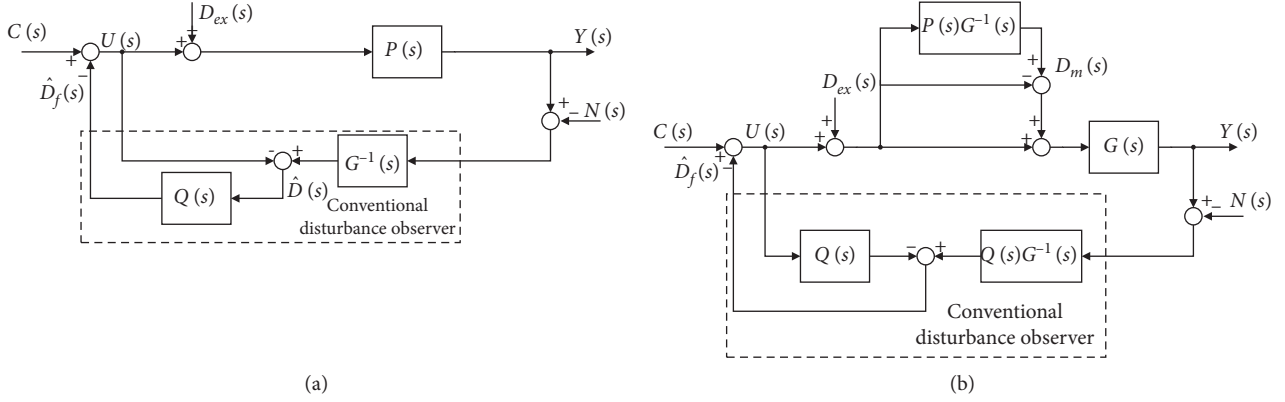 C(s)
U(s)
D_ex(s)
P(s)
Y(s)
+
−
+
+
D̂_f(s)
+
−
N(s)
-
+
G⁻¹(s)
Q(s)
D̂(s)
Conventional
disturbance observer
(a)
P(s)G⁻¹(s)
+
−
D_m(s)
D_ex(s)
C(s)
U(s)
+
+
+
+
G(s)
Y(s)
+
−
D̂_f(s)
+
−
N(s)
Q(s)
−
+
Q(s)G⁻¹(s)
Conventional
disturbance observer
(b)